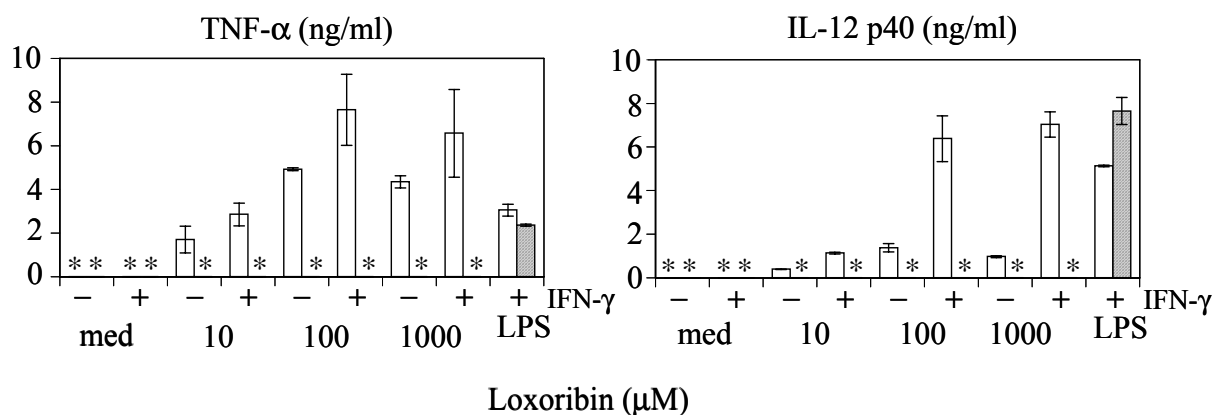 TNF-α (ng/ml)
10
8
6
4
2
0
* * * * * * * * * *
− + − + − + − + + IFN-γ
med 10 100 1000 LPS
IL-12 p40 (ng/ml)
10
8
6
4
2
0
* * * * * * * * * *
− + − + − + − + + IFN-γ
med 10 100 1000 LPS
Loxoribin (μM)